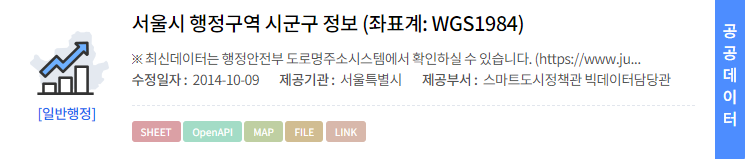 서울시 행정구역 시군구 정보 (좌표계: WGS1984)
※ 최신데이터는 행정안전부 도로명주소시스템에서 확인하실 수 있습니다. (https://www.ju...
수정일자 : 2014-10-09 제공기관 : 서울특별시 제공부서 : 스마트도시정책관 빅데이터담당관
[일반행정]
SHEET OpenAPI MAP FILE LINK
공
공
데
이
터